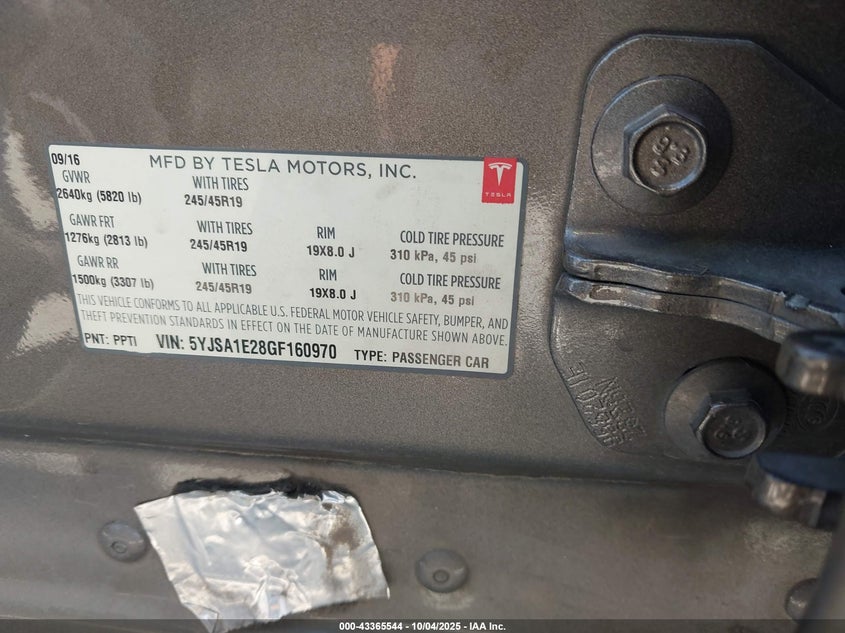 09/16 MFD BY TESLA MOTORS, INC.
TESLA
GVWR WITH TIRES
2640kg (5820 lb) 245/45R19
GAWR FRT WITH TIRES RIM COLD TIRE PRESSURE
1276kg (2813 lb) 245/45R19 19X8.0 J 310 kPa, 45 psi
GAWR RR WITH TIRES RIM COLD TIRE PRESSURE
1500kg (3307 lb) 245/45R19 19X8.0 J 310 kPa, 45 psi
THIS VEHICLE CONFORMS TO ALL APPLICABLE U.S. FEDERAL MOTOR VEHICLE SAFETY, BUMPER, AND
THEFT PREVENTION STANDARDS IN EFFECT ON THE DATE OF MANUFACTURE SHOWN ABOVE.
PNT: PPTI VIN: 5YJSA1E28GF160970 TYPE: PASSENGER CAR
000-43365544 | 10/04/2025 | IAA Inc.